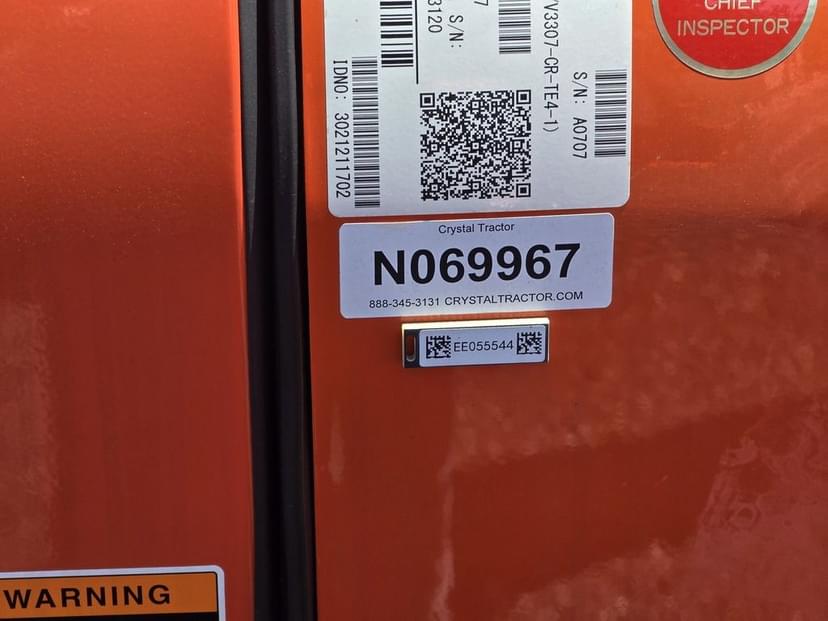 7
3120
S/N:
V3307-CR-TE4-1)
S/N: A0707
IDNO: 3021211702
CHIEF
INSPECTOR
Crystal Tractor
N069967
888-345-3131 CRYSTALTRACTOR.COM
EE055544
WARNING